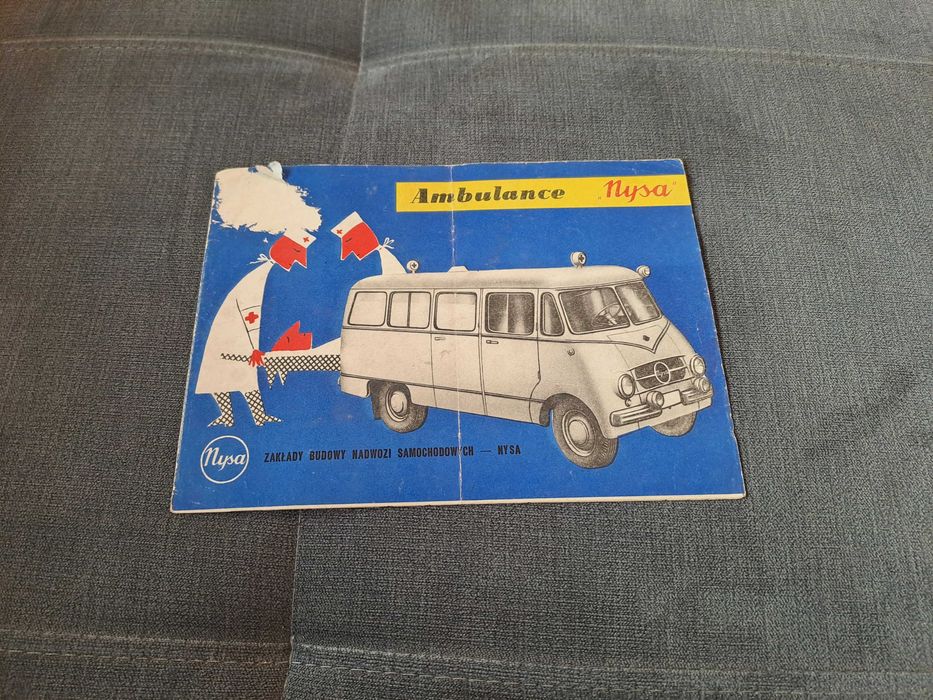 Ambulance „Nysa”
Nysa
ZAKŁADY BUDOWY NADWOZI SAMOCHODOWYCH — NYSA